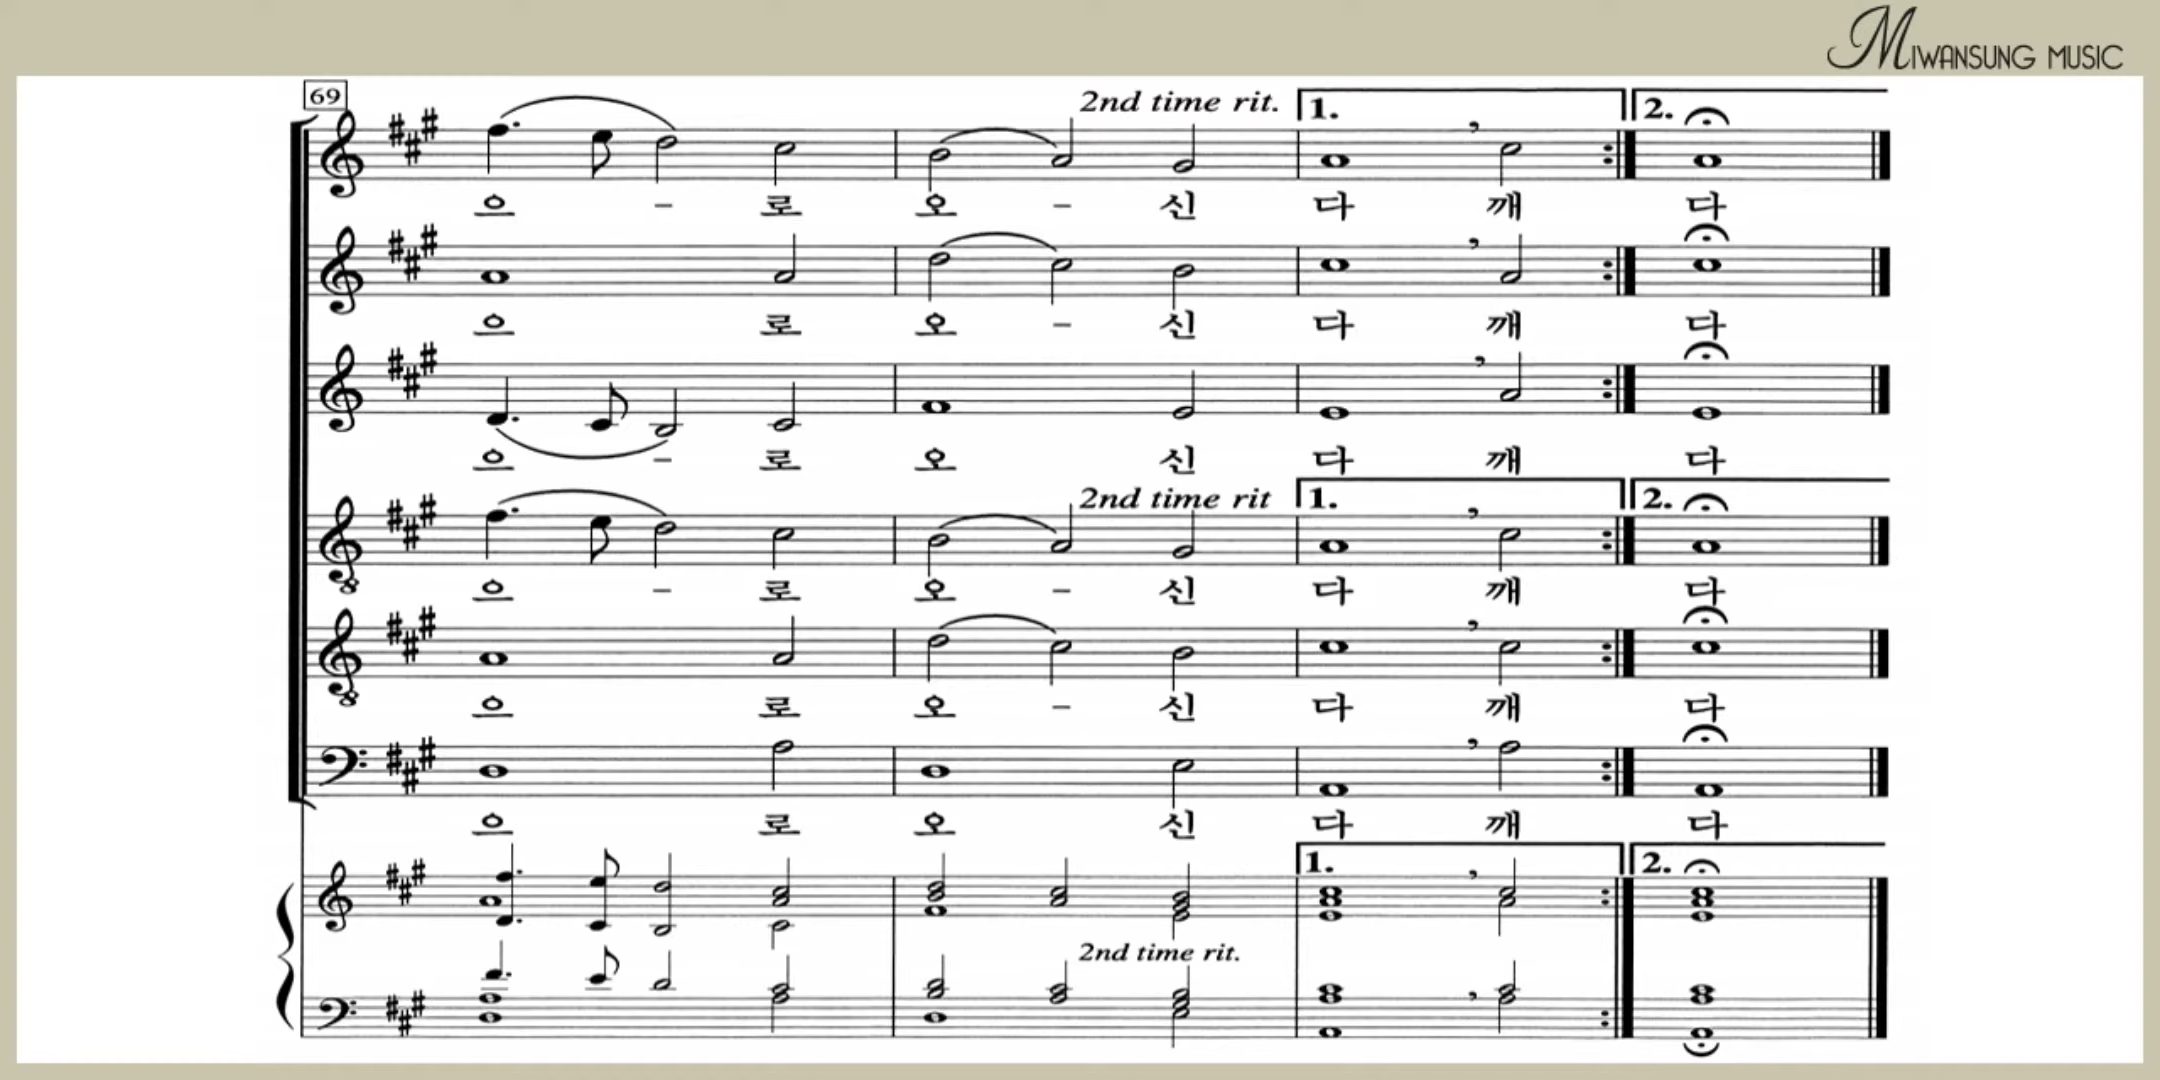 MIWANSUNG MUSIC
69
2nd time rit. 1. 2.
으 - 로 오 - 신 다 깨 다
으 로 오 - 신 다 깨 다
으 - 로 오 신 다 깨 다
2nd time rit 1. 2.
으 - 로 오 - 신 다 깨 다
으 로 오 - 신 다 깨 다
으 로 오 신 다 깨 다
1. 2.
2nd time rit.